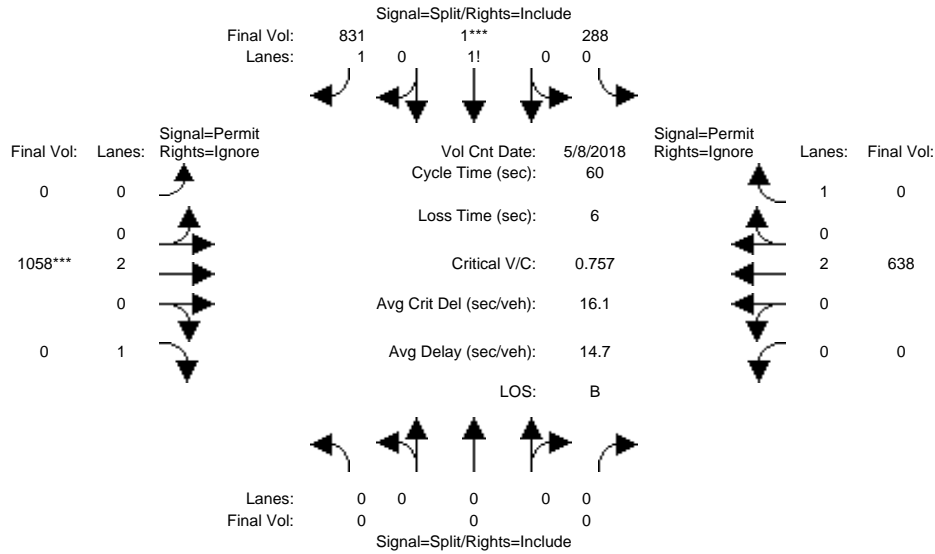 Signal=Split/Rights=Include
Final Vol: 831 1*** 288
Lanes: 1 0 1! 0 0
Signal=Permit Signal=Permit
Final Vol: Lanes: Rights=Ignore Vol Cnt Date: 5/8/2018 Rights=Ignore Lanes: Final Vol:
Cycle Time (sec): 60
0 0 1 0
Loss Time (sec): 6
0 0
1058*** 2 Critical V/C: 0.757 2 638
0 Avg Crit Del (sec/veh): 16.1 0
0 1 Avg Delay (sec/veh): 14.7 0 0
LOS: B
Lanes: 0 0 0 0 0
Final Vol: 0 0 0
Signal=Split/Rights=Include